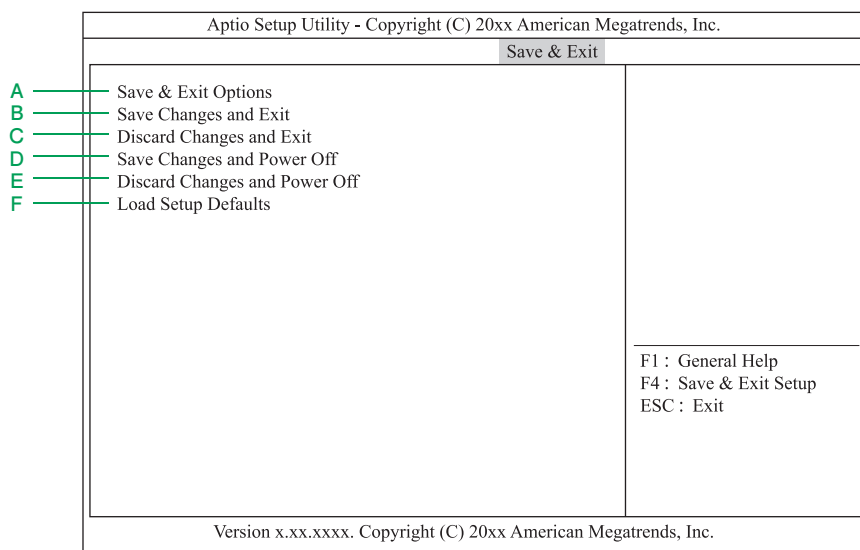 Aptio Setup Utility - Copyright (C) 20xx American Megatrends, Inc.
Save & Exit
A Save & Exit Options
B Save Changes and Exit
C Discard Changes and Exit
D Save Changes and Power Off
E Discard Changes and Power Off
F Load Setup Defaults
F1 : General Help
F4 : Save & Exit Setup
ESC : Exit
Version x.xx.xxxx. Copyright (C) 20xx American Megatrends, Inc.